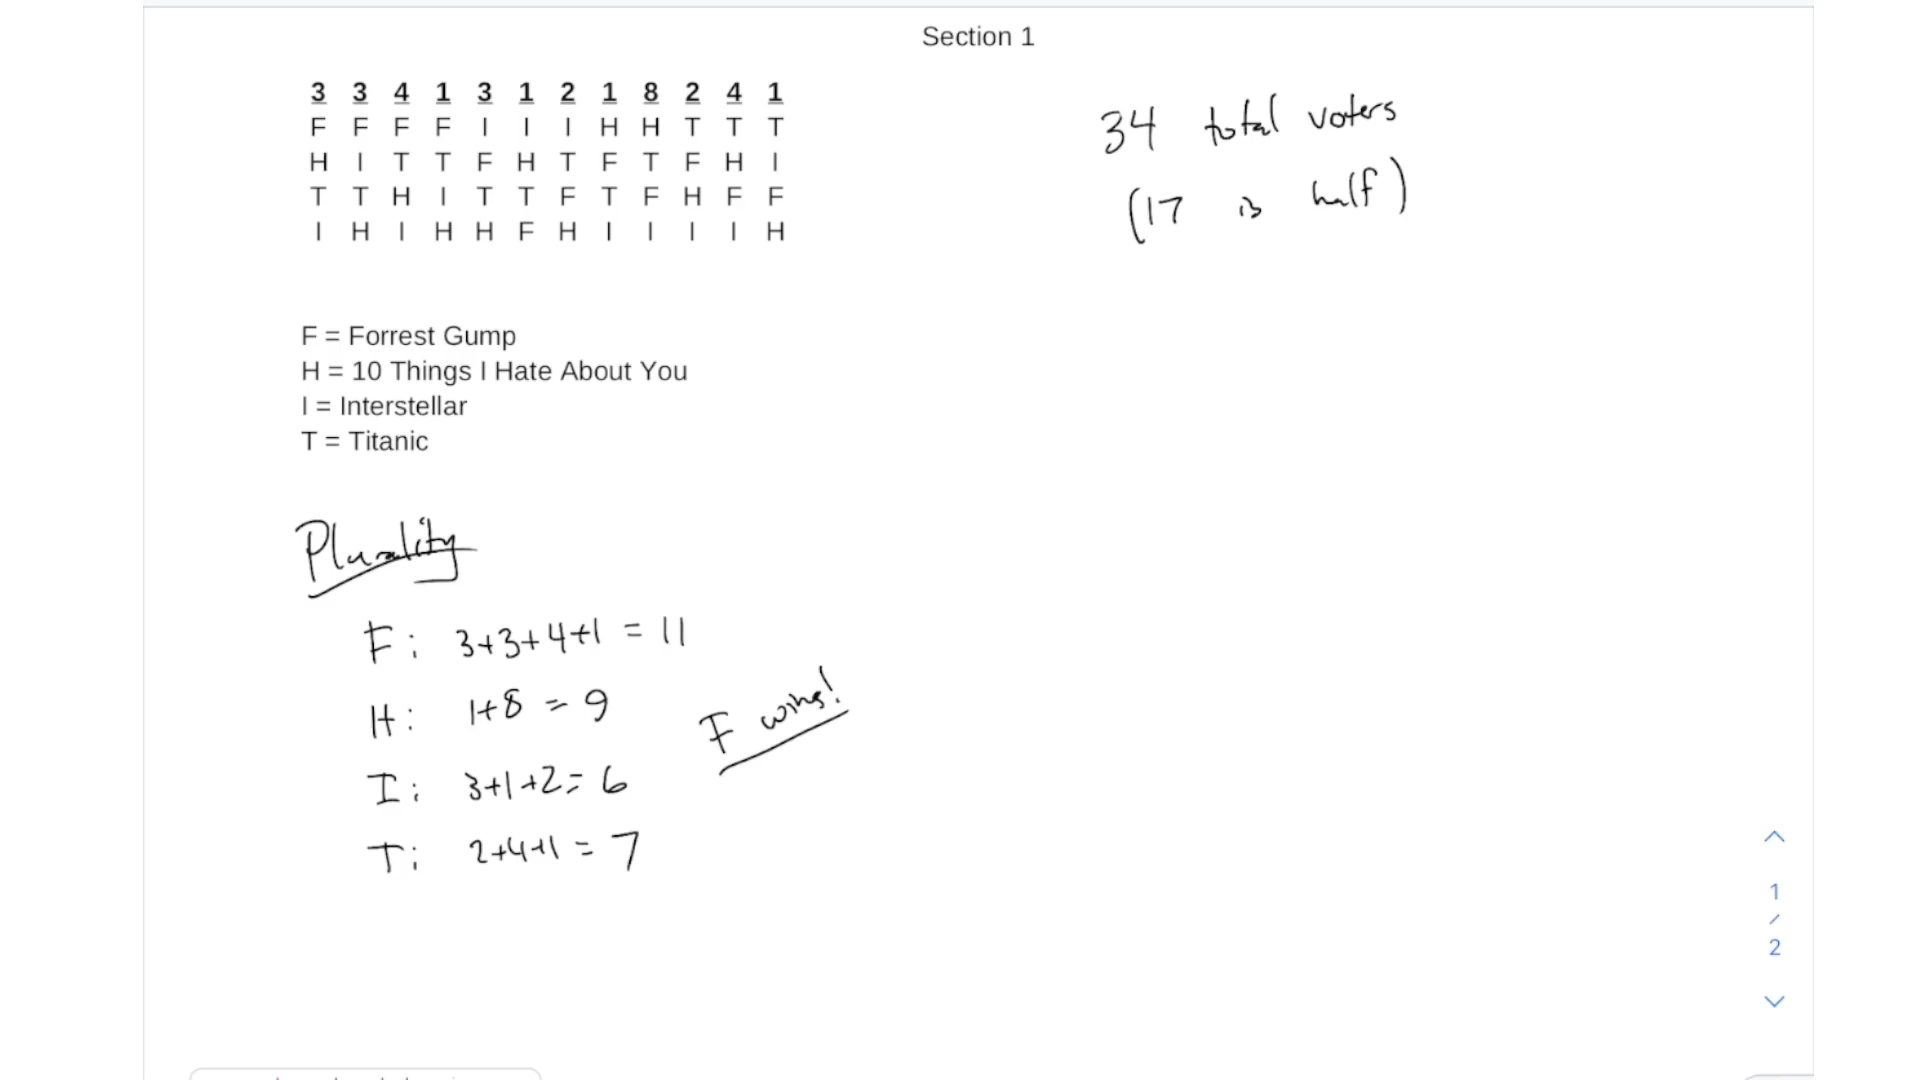 Section 1
3 3 4 1 3 1 2 1 8 2 4 1
F F F F I I I H H T T T
H I T T F H T F T F H I
T T H I T T F T F H F F
I H I H H F H I I I I H
34 total voters
(17 is half)
F = Forrest Gump
H = 10 Things I Hate About You
I = Interstellar
T = Titanic
Plurality
F: 3+3+4+1 = 11
H: 1+8 = 9
F wins!
I: 3+1+2= 6
T: 2+4+1 = 7
1
/
2